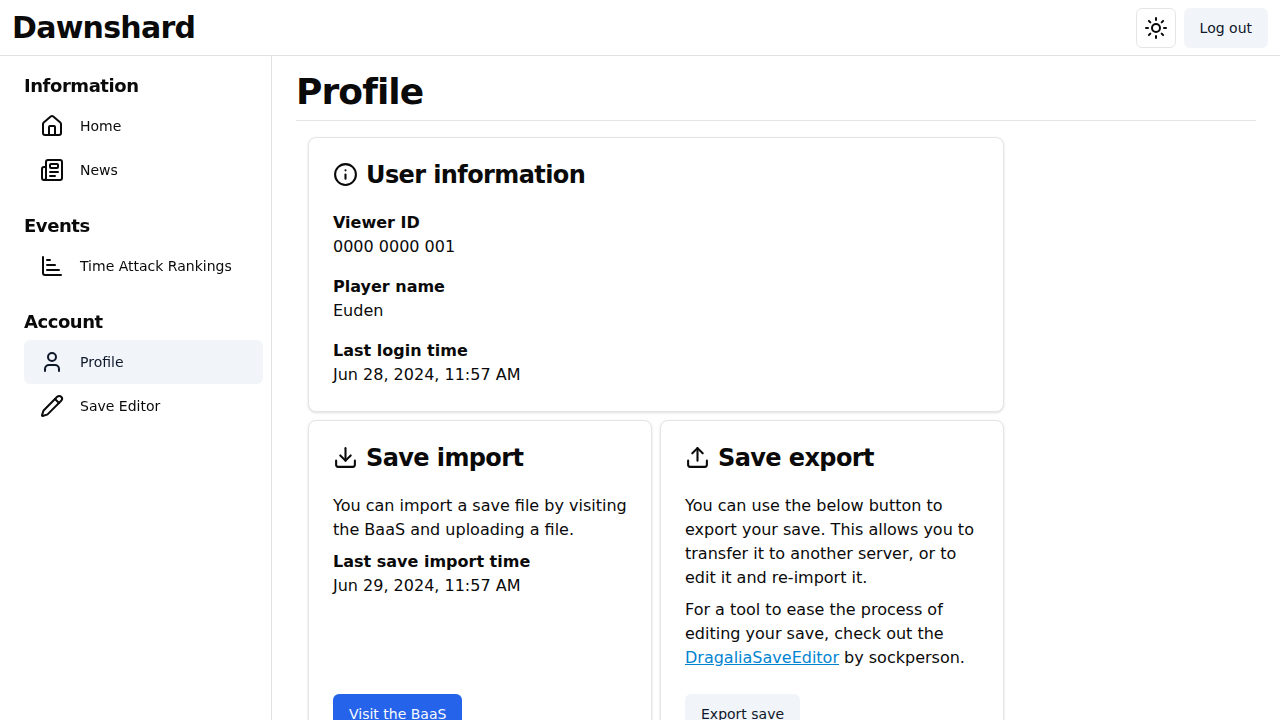 Dawnshard
Log out
Information
Home
News
Events
Time Attack Rankings
Account
Profile
Save Editor
Profile
User information
Viewer ID
0000 0000 001
Player name
Euden
Last login time
Jun 28, 2024, 11:57 AM
Save import
You can import a save file by visiting
the BaaS and uploading a file.
Last save import time
Jun 29, 2024, 11:57 AM
Visit the BaaS
Save export
You can use the below button to
export your save. This allows you to
transfer it to another server, or to
edit it and re-import it.
For a tool to ease the process of
editing your save, check out the
DragaliaSaveEditor by sockperson.
Export save